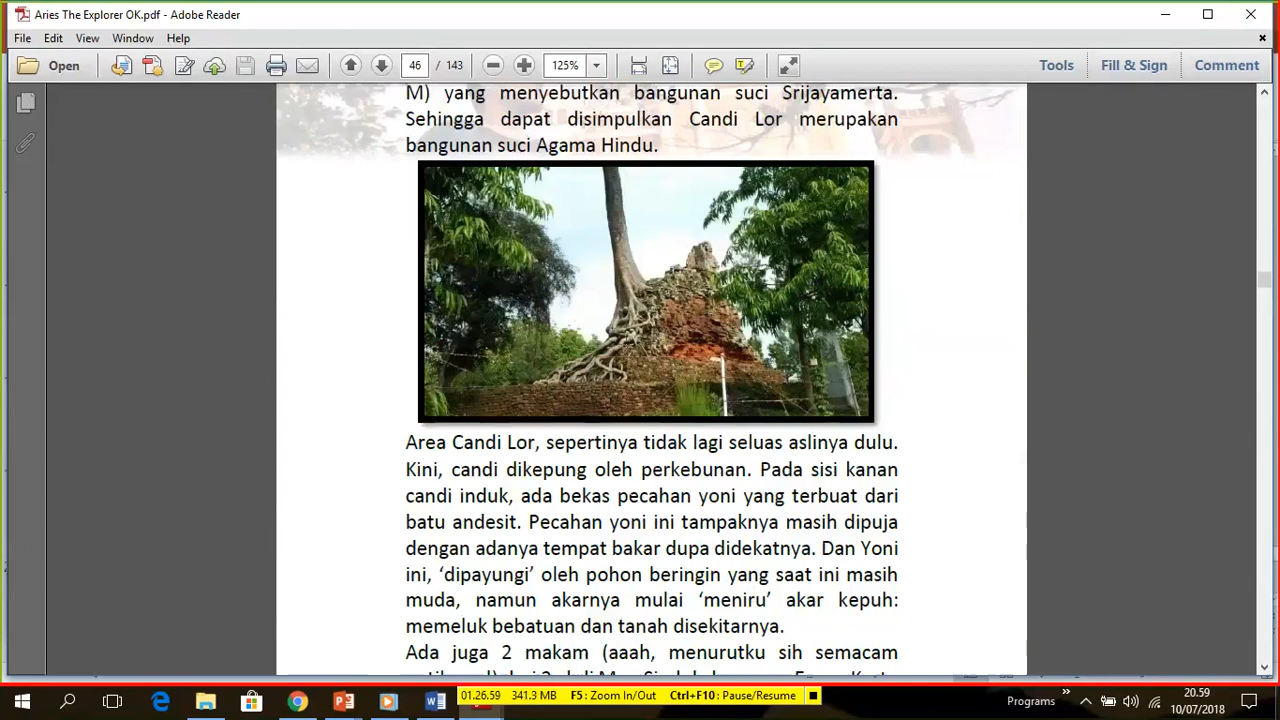 Aries The Explorer OK.pdf - Adobe Reader
File Edit View Window Help
Open 46 / 143 125% Tools Fill & Sign Comment
M) yang menyebutkan bangunan suci Srijayamerta.
Sehingga dapat disimpulkan Candi Lor merupakan
bangunan suci Agama Hindu.
Area Candi Lor, sepertinya tidak lagi seluas aslinya dulu.
Kini, candi dikepung oleh perkebunan. Pada sisi kanan
candi induk, ada bekas pecahan yoni yang terbuat dari
batu andesit. Pecahan yoni ini tampaknya masih dipuja
dengan adanya tempat bakar dupa didekatnya. Dan Yoni
ini, ‘dipayungi’ oleh pohon beringin yang saat ini masih
muda, namun akarnya mulai ‘meniru’ akar kepuh:
memeluk bebatuan dan tanah disekitarnya.
Ada juga 2 makam (aaah, menurutku sih semacam
01.26.59 341.3 MB F5: Zoom In/Out Ctrl+F10: Pause/Resume
Programs » 20.59
10/07/2018